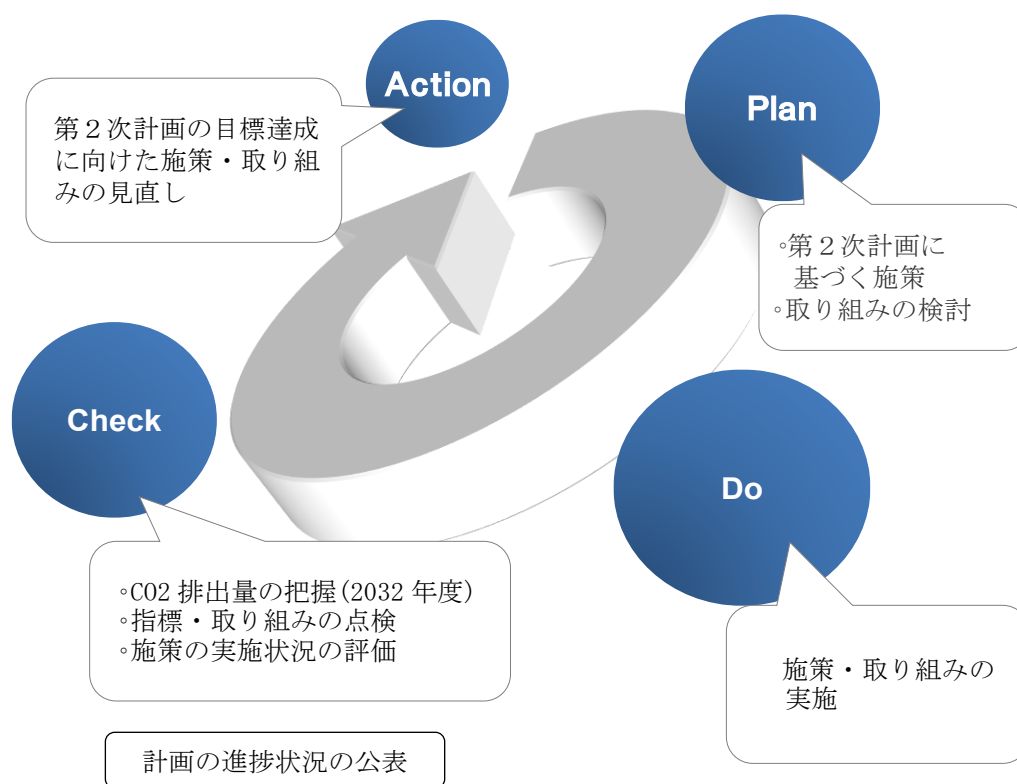 Action
第２次計画の目標達成
に向けた施策・取り組
みの見直し
Plan
◦第２次計画に
基づく施策
◦取り組みの検討
Check
◦CO2 排出量の把握(2032 年度)
◦指標・取り組みの点検
◦施策の実施状況の評価
Do
施策・取り組みの
実施
計画の進捗状況の公表